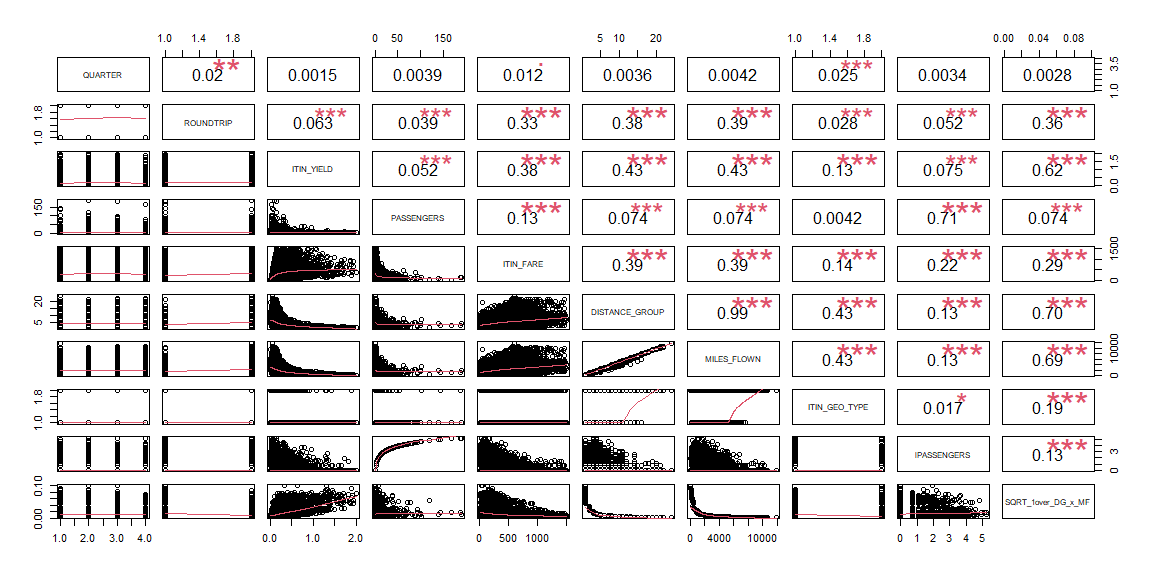 1.0 1.4 1.8 0 50 150 5 10 20 1.0 1.4 1.8 0.00 0.04 0.08
QUARTER 0.02 ** 0.0015 0.0039 0.012 . 0.0036 0.0042 0.025 *** 0.0034 0.0028 1.0 3.5
1.0 1.8 ROUNDTRIP 0.063 *** 0.039 *** 0.33 *** 0.38 *** 0.39 *** 0.028 *** 0.052 *** 0.36 ***
ITIN_YIELD 0.052 *** 0.38 *** 0.43 *** 0.43 *** 0.13 *** 0.075 *** 0.62 *** 0.0 1.5
0 150 PASSENGERS 0.13 *** 0.074 *** 0.074 *** 0.0042 0.71 *** 0.074 ***
ITIN_FARE 0.39 *** 0.39 *** 0.14 *** 0.22 *** 0.29 *** 0 1500
5 20 DISTANCE_GROUP 0.99 *** 0.43 *** 0.13 *** 0.70 ***
MILES_FLOWN 0.43 *** 0.13 *** 0.69 *** 0 10000
1.0 1.8 ITIN_GEO_TYPE 0.017 * 0.19 ***
IPASSENGERS 0.13 *** 0 3
0.00 0.10 SQRT_1over_DG_x_MF
1.0 2.0 3.0 4.0 0.0 1.0 2.0 0 500 1000 0 4000 10000 0 1 2 3 4 5